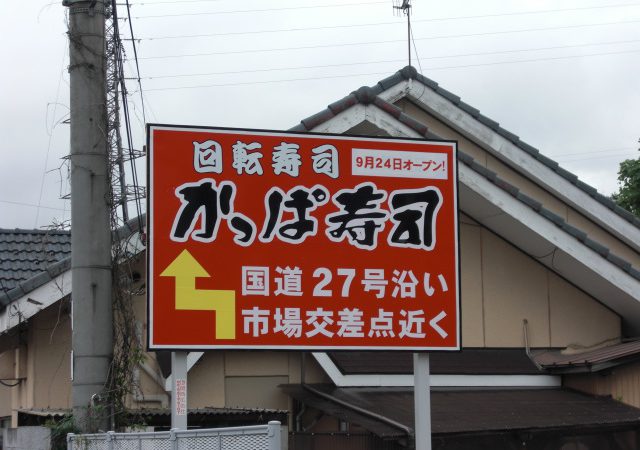 回転寿司
9月24日オープン!
かっぱ寿司
国道27号沿い
市場交差点近く